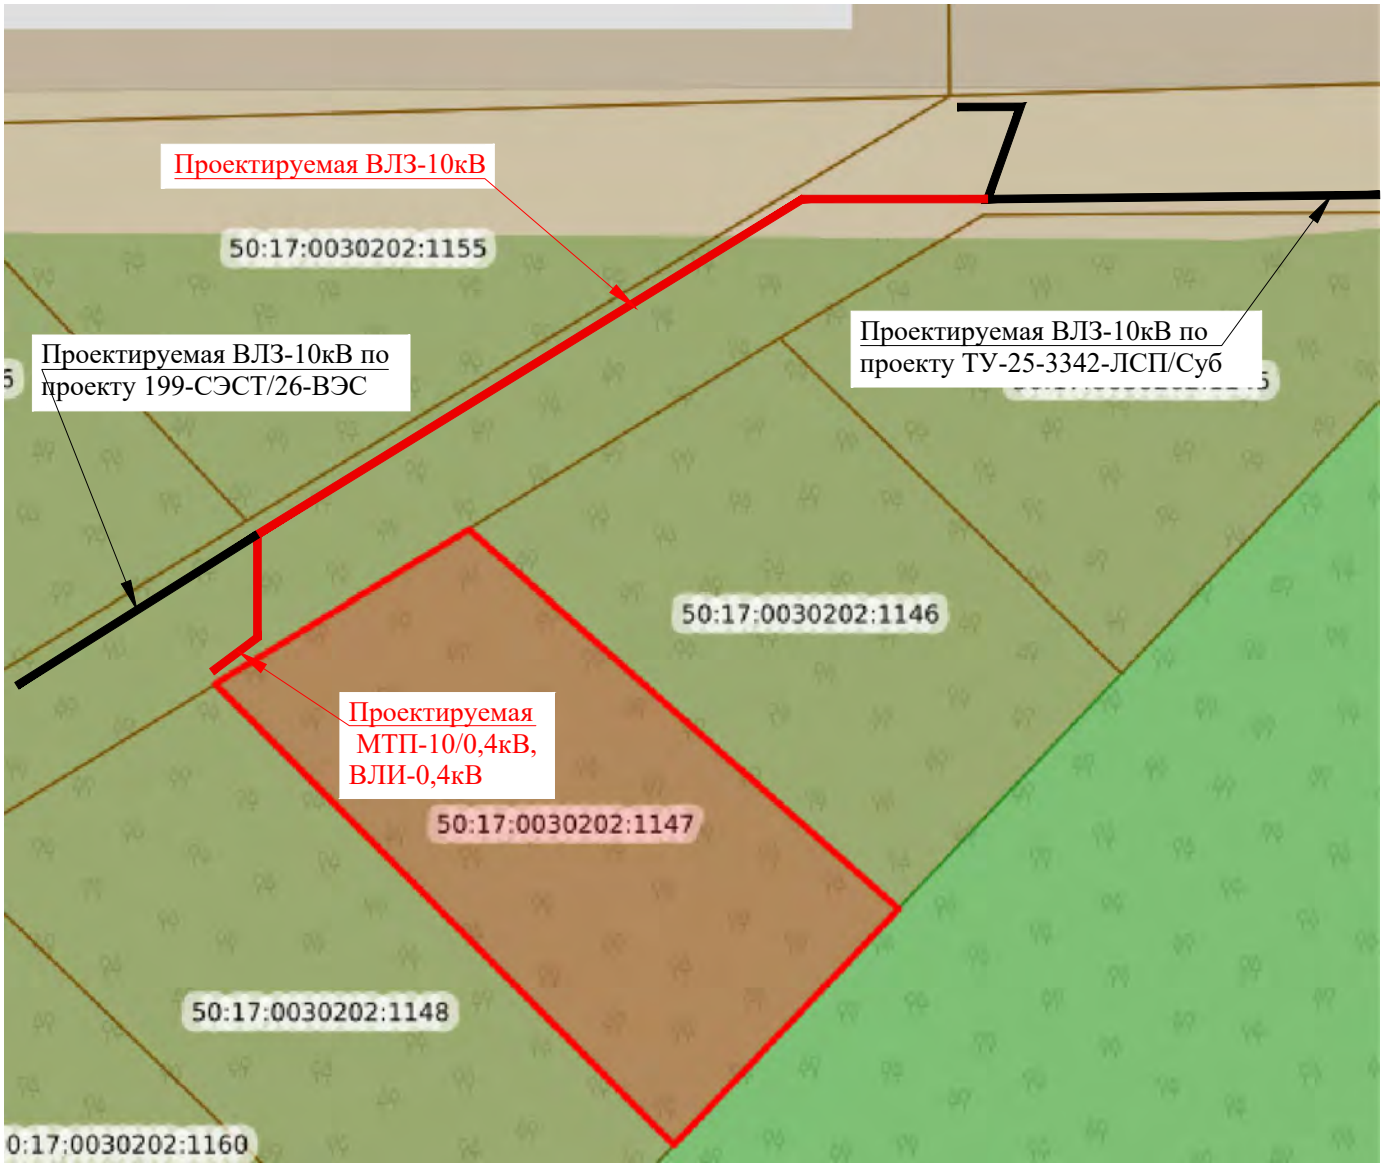 Проектируемая ВЛЗ-10кВ
50:17:0030202:1155
Проектируемая ВЛЗ-10кВ по
проекту ТУ-25-3342-ЛСП/Суб
Проектируемая ВЛЗ-10кВ по
проекту 199-СЭСТ/26-ВЭС
50:17:0030202:1146
Проектируемая
МТП-10/0,4кВ,
ВЛИ-0,4кВ
50:17:0030202:1147
50:17:0030202:1148
0:17:0030202:1160